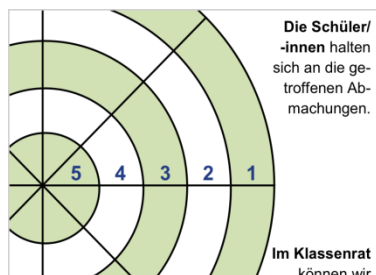 Die Schüler/
-innen halten
sich an die ge-
troffenen Ab-
machungen.
5 4 3 2 1
Im Klassenrat
können wir